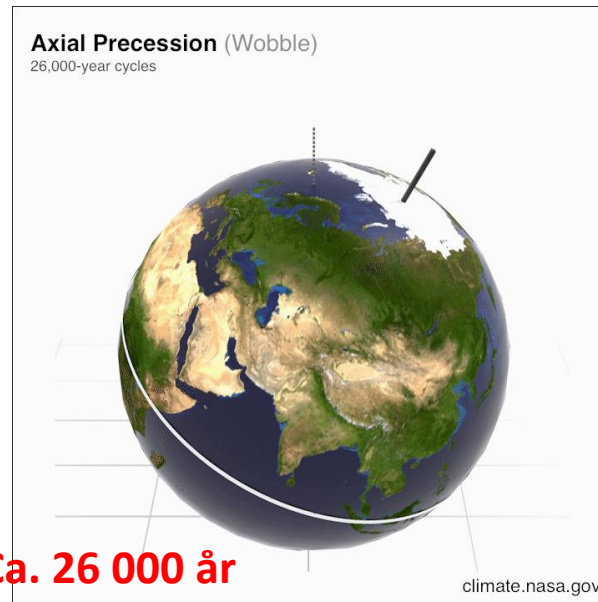 Axial Precession (Wobble)
26,000-year cycles
Ca. 26 000 år
climate.nasa.gov